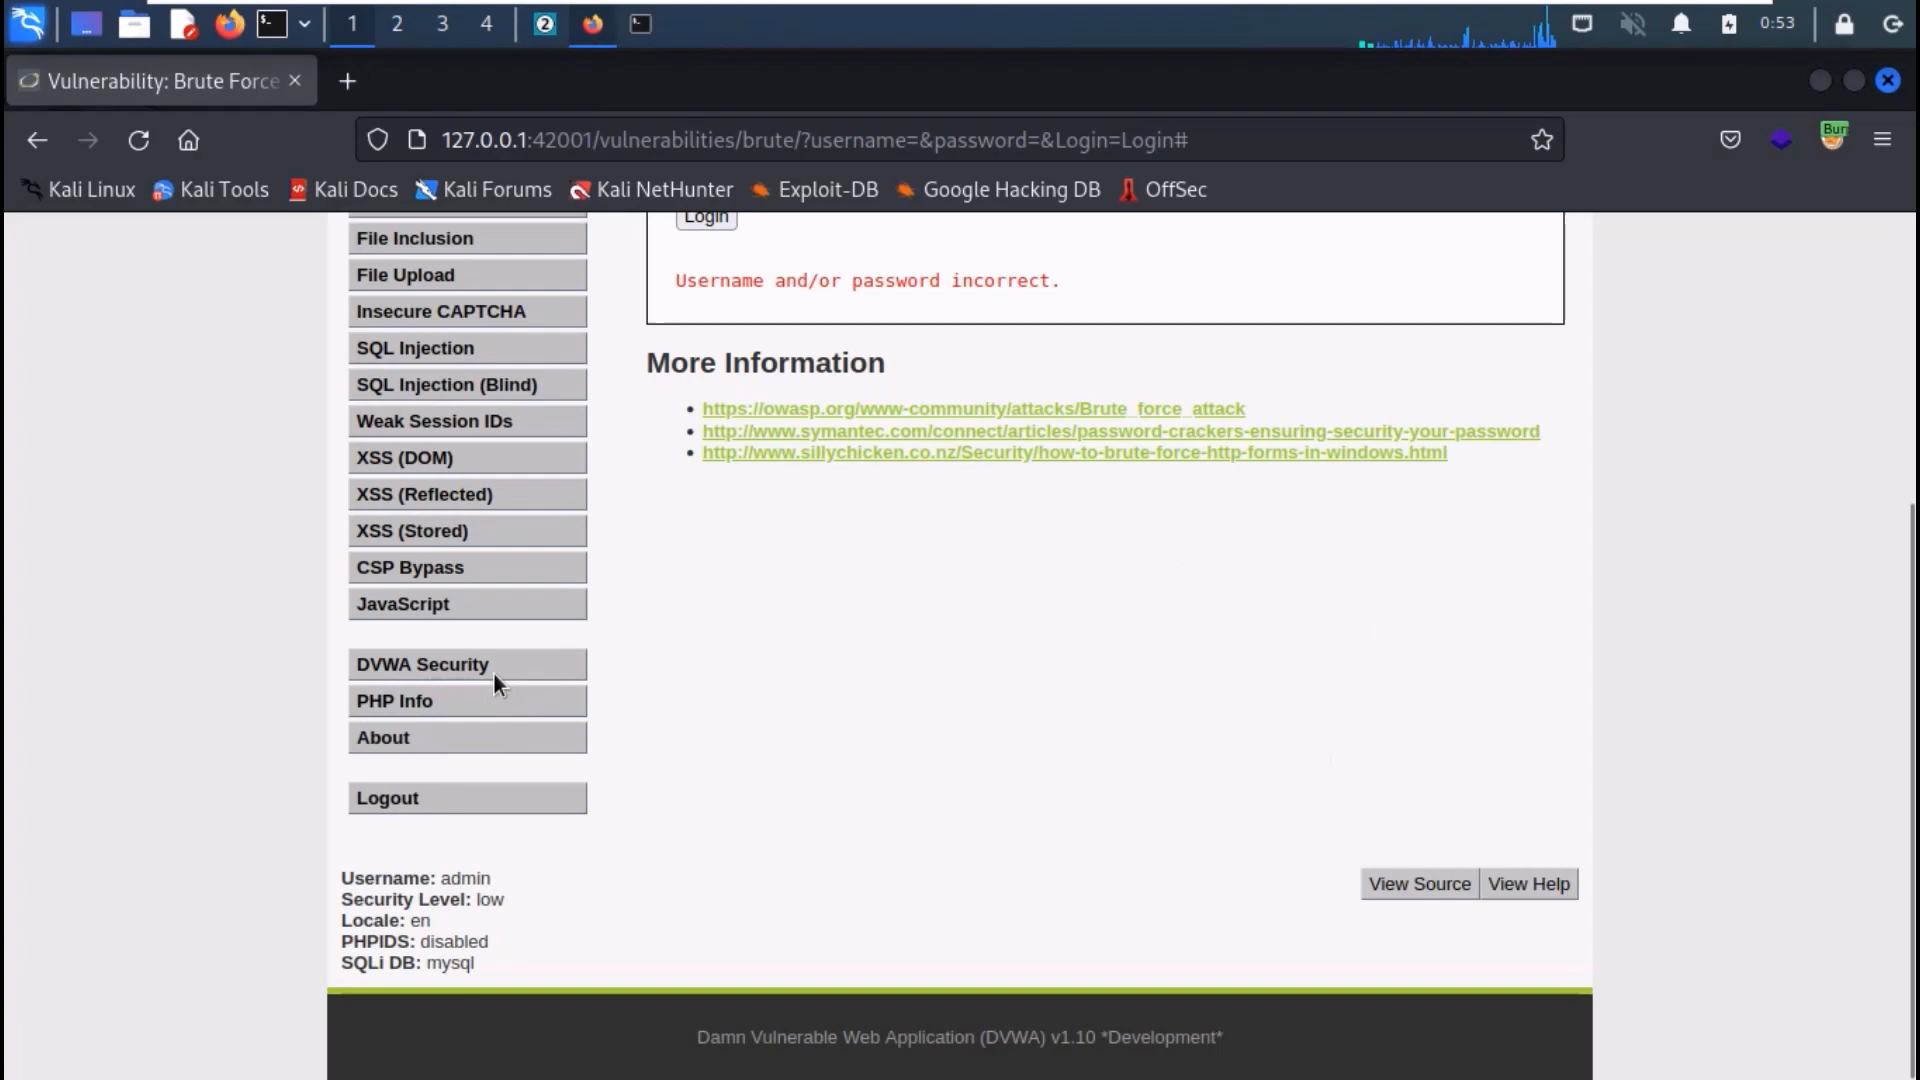 1 2 3 4 0:53
Vulnerability: Brute Force
127.0.0.1:42001/vulnerabilities/brute/?username=&password=&Login=Login#
Bur
Kali Linux Kali Tools Kali Docs Kali Forums Kali NetHunter Exploit-DB Google Hacking DB OffSec
Login
File Inclusion
File Upload
Insecure CAPTCHA
SQL Injection
SQL Injection (Blind)
Weak Session IDs
XSS (DOM)
XSS (Reflected)
XSS (Stored)
CSP Bypass
JavaScript
DVWA Security
PHP Info
About
Logout
Username and/or password incorrect.
More Information
https://owasp.org/www-community/attacks/Brute_force_attack
http://www.symantec.com/connect/articles/password-crackers-ensuring-security-your-password
http://www.sillychicken.co.nz/Security/how-to-brute-force-http-forms-in-windows.html
Username: admin
Security Level: low
Locale: en
PHPIDS: disabled
SQLi DB: mysql
View Source View Help
Damn Vulnerable Web Application (DVWA) v1.10 *Development*